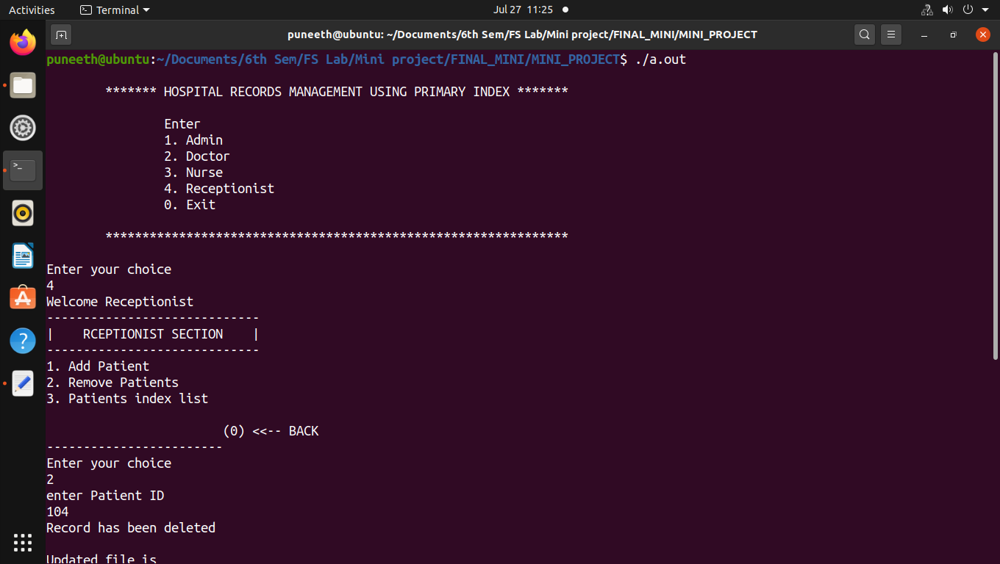 Activities Terminal Jul 27 11:25
puneeth@ubuntu: ~/Documents/6th Sem/FS Lab/Mini project/FINAL_MINI/MINI_PROJECT
puneeth@ubuntu:~/Documents/6th Sem/FS Lab/Mini project/FINAL_MINI/MINI_PROJECT$ ./a.out
******* HOSPITAL RECORDS MANAGEMENT USING PRIMARY INDEX *******
Enter
1. Admin
2. Doctor
3. Nurse
4. Receptionist
0. Exit
***************************************************************
Enter your choice
4
Welcome Receptionist
-----------------------------
|    RCEPTIONIST SECTION    |
-----------------------------
1. Add Patient
2. Remove Patients
3. Patients index list
(0) <<-- BACK
------------------------
Enter your choice
2
enter Patient ID
104
Record has been deleted
Updated file is